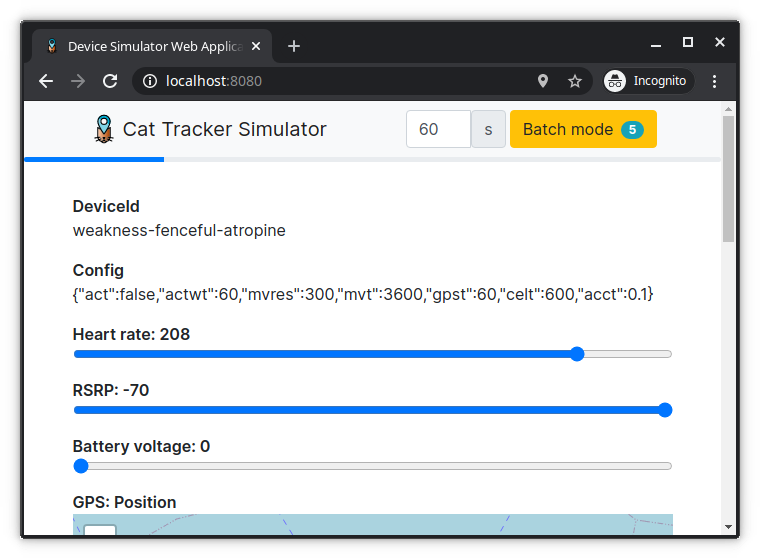 Device Simulator Web Applica
localhost:8080
Incognito
Cat Tracker Simulator
60 s
Batch mode 5
DeviceId
weakness-fenceful-atropine
Config
{"act":false,"actwt":60,"mvres":300,"mvt":3600,"gpst":60,"celt":600,"acct":0.1}
Heart rate: 208
RSRP: -70
Battery voltage: 0
GPS: Position